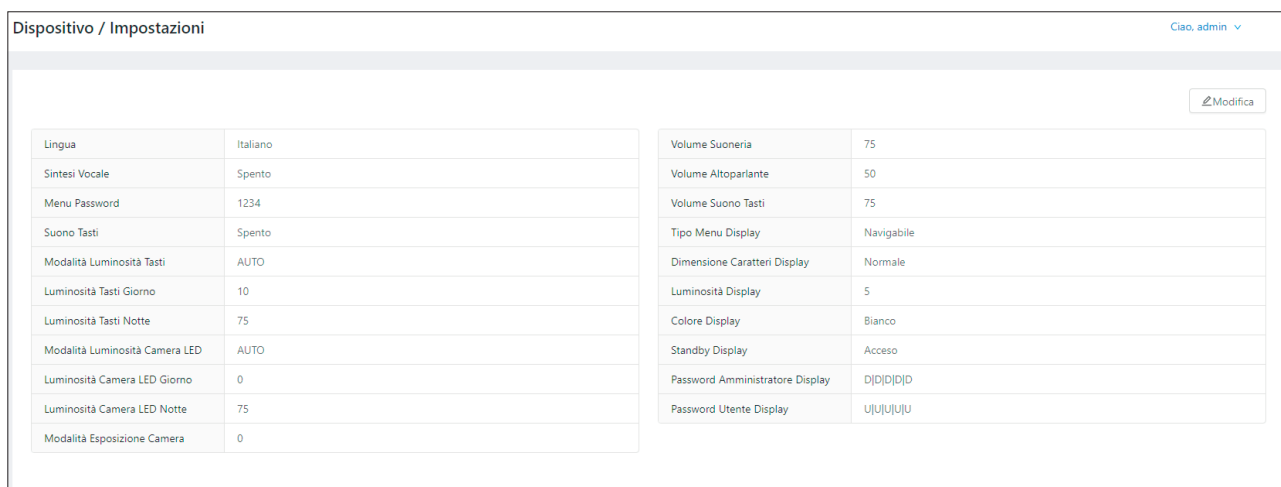 Dispositivo / Impostazioni
Ciao, admin
Modifica
Lingua Italiano
Sintesi Vocale Spento
Menu Password 1234
Suono Tasti Spento
Modalità Luminosità Tasti AUTO
Luminosità Tasti Giorno 10
Luminosità Tasti Notte 75
Modalità Luminosità Camera LED AUTO
Luminosità Camera LED Giorno 0
Luminosità Camera LED Notte 75
Modalità Esposizione Camera 0
Volume Suoneria 75
Volume Altoparlante 50
Volume Suono Tasti 75
Tipo Menu Display Navigabile
Dimensione Caratteri Display Normale
Luminosità Display 5
Colore Display Bianco
Standby Display Acceso
Password Amministratore Display D|D|D|D|D
Password Utente Display U|U|U|U|U